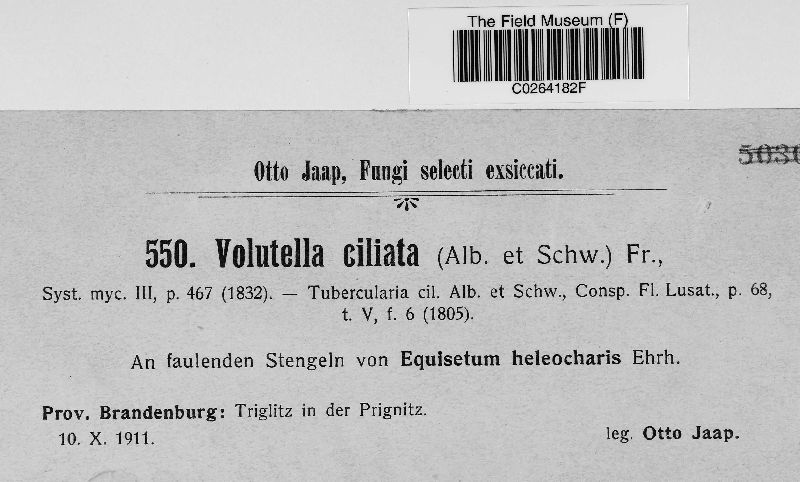 The Field Museum (F)
C0264182F
Otto Jaap, Fungi selecti exsiccati.
550. Volutella ciliata (Alb. et Schw.) Fr.,
Syst. myc. III, p. 467 (1832). — Tubercularia cil. Alb. et Schw., Consp. Fl. Lusat., p. 68,
t. V, f. 6 (1805).
An faulenden Stengeln von Equisetum heleocharis Ehrh.
Prov. Brandenburg: Triglitz in der Prignitz.
10. X. 1911.
leg. Otto Jaap.